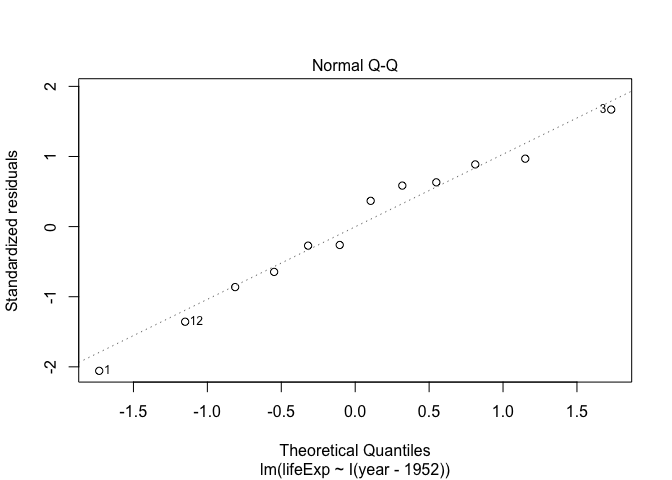 Normal Q-Q
Standardized residuals
2
1
0
-1
-2
3
12
1
-1.5 -1.0 -0.5 0.0 0.5 1.0 1.5
Theoretical Quantiles
lm(lifeExp ~ I(year - 1952))